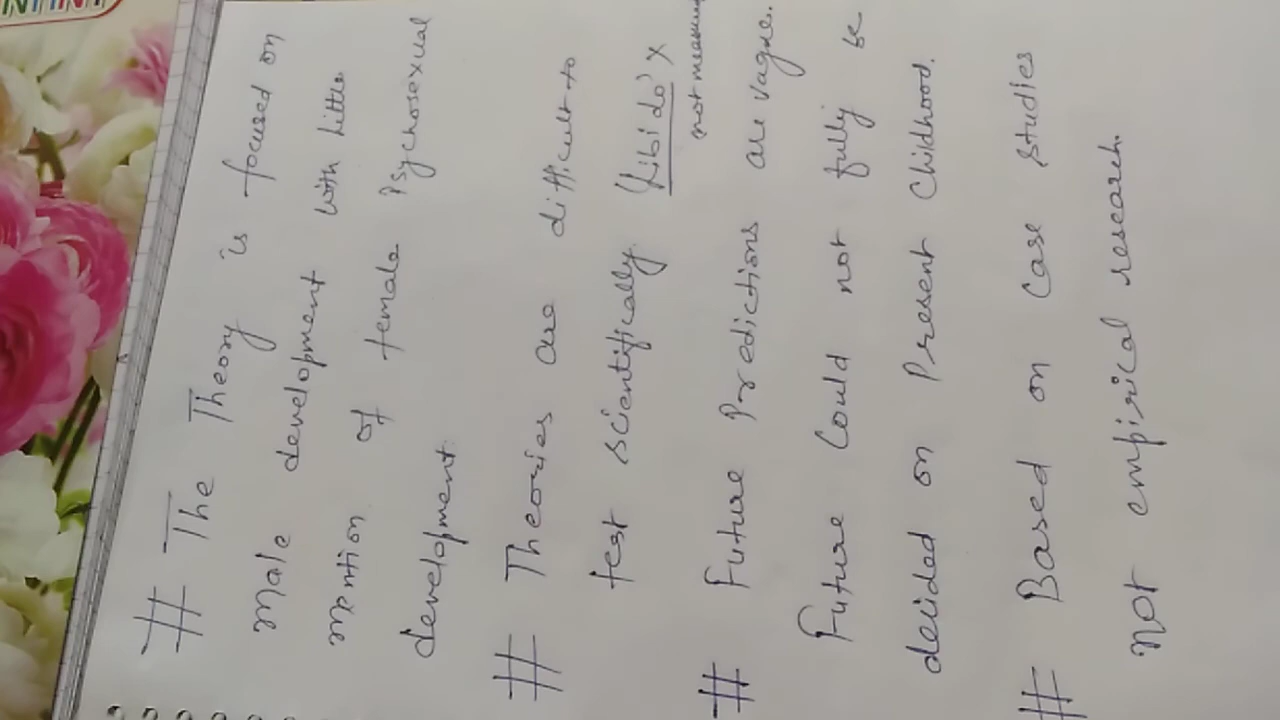 # The Theory is focused on
male development with little
mention of female Psychosexual
development.
# Theories are difficult to
test scientifically. 'Libido' x
not measur
# Future Predictions are vague.
Future Could not fully be
decided on Present Childhood.
# Based on Case studies
not empirical research.